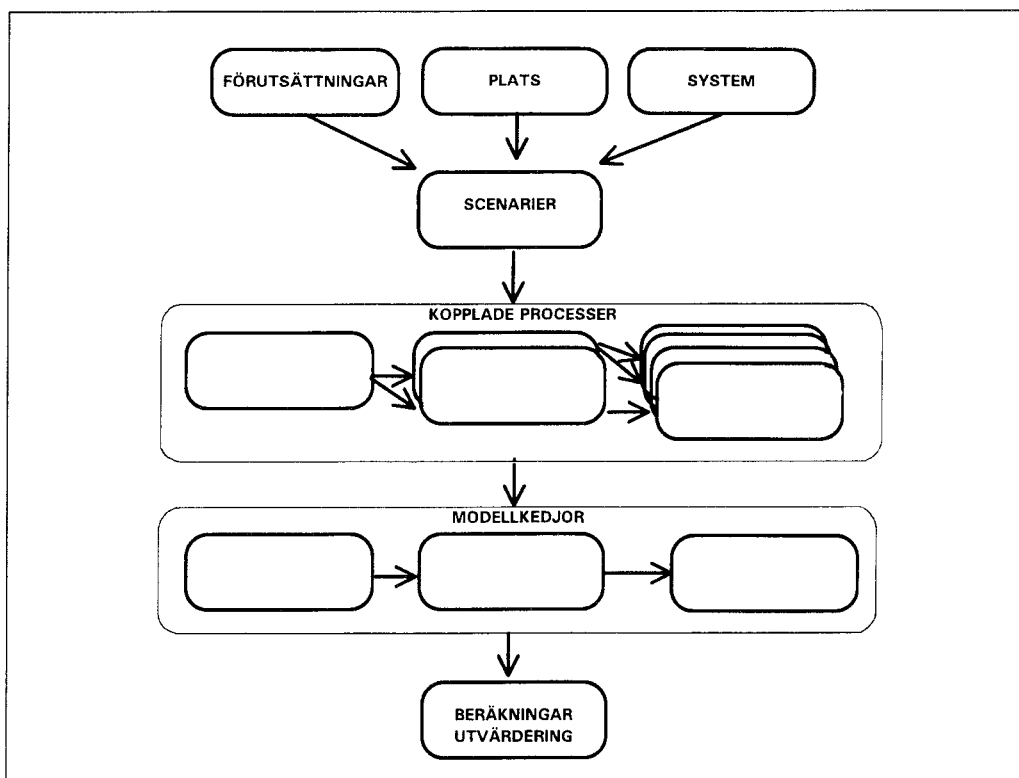 FÖRUTSÄTTNINGAR
PLATS
SYSTEM
SCENARIER
KOPPLADE PROCESSER
MODELLKEDJOR
BERÄKNINGAR
UTVÄRDERING